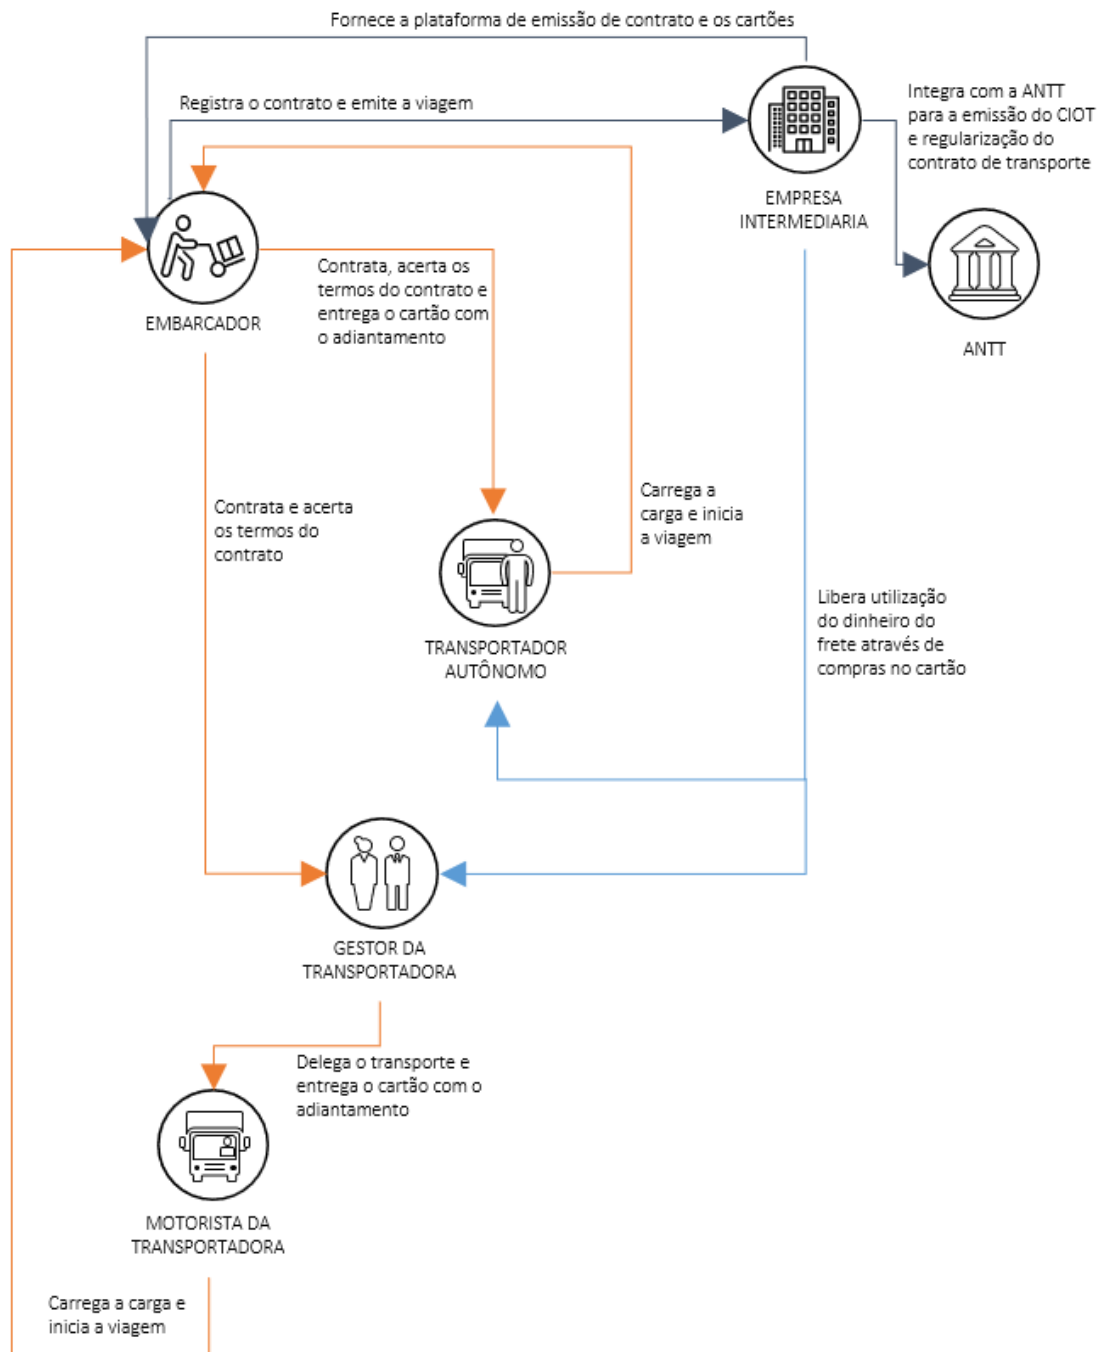 Fornece a plataforma de emissão de contrato e os cartões
Registra o contrato e emite a viagem
Integra com a ANTT
para a emissão do CIOT
e regularização do
contrato de transporte
EMPRESA
INTERMEDIARIA
EMBARCADOR
Contrata, acerta os
termos do contrato e
entrega o cartão com
o adiantamento
ANTT
Contrata e acerta
os termos do
contrato
Carrega a
carga e inicia
a viagem
TRANSPORTADOR
AUTÔNOMO
Libera utilização
do dinheiro do
frete através de
compras no cartão
GESTOR DA
TRANSPORTADORA
Delega o transporte e
entrega o cartão com o
adiantamento
MOTORISTA DA
TRANSPORTADORA
Carrega a carga e
inicia a viagem